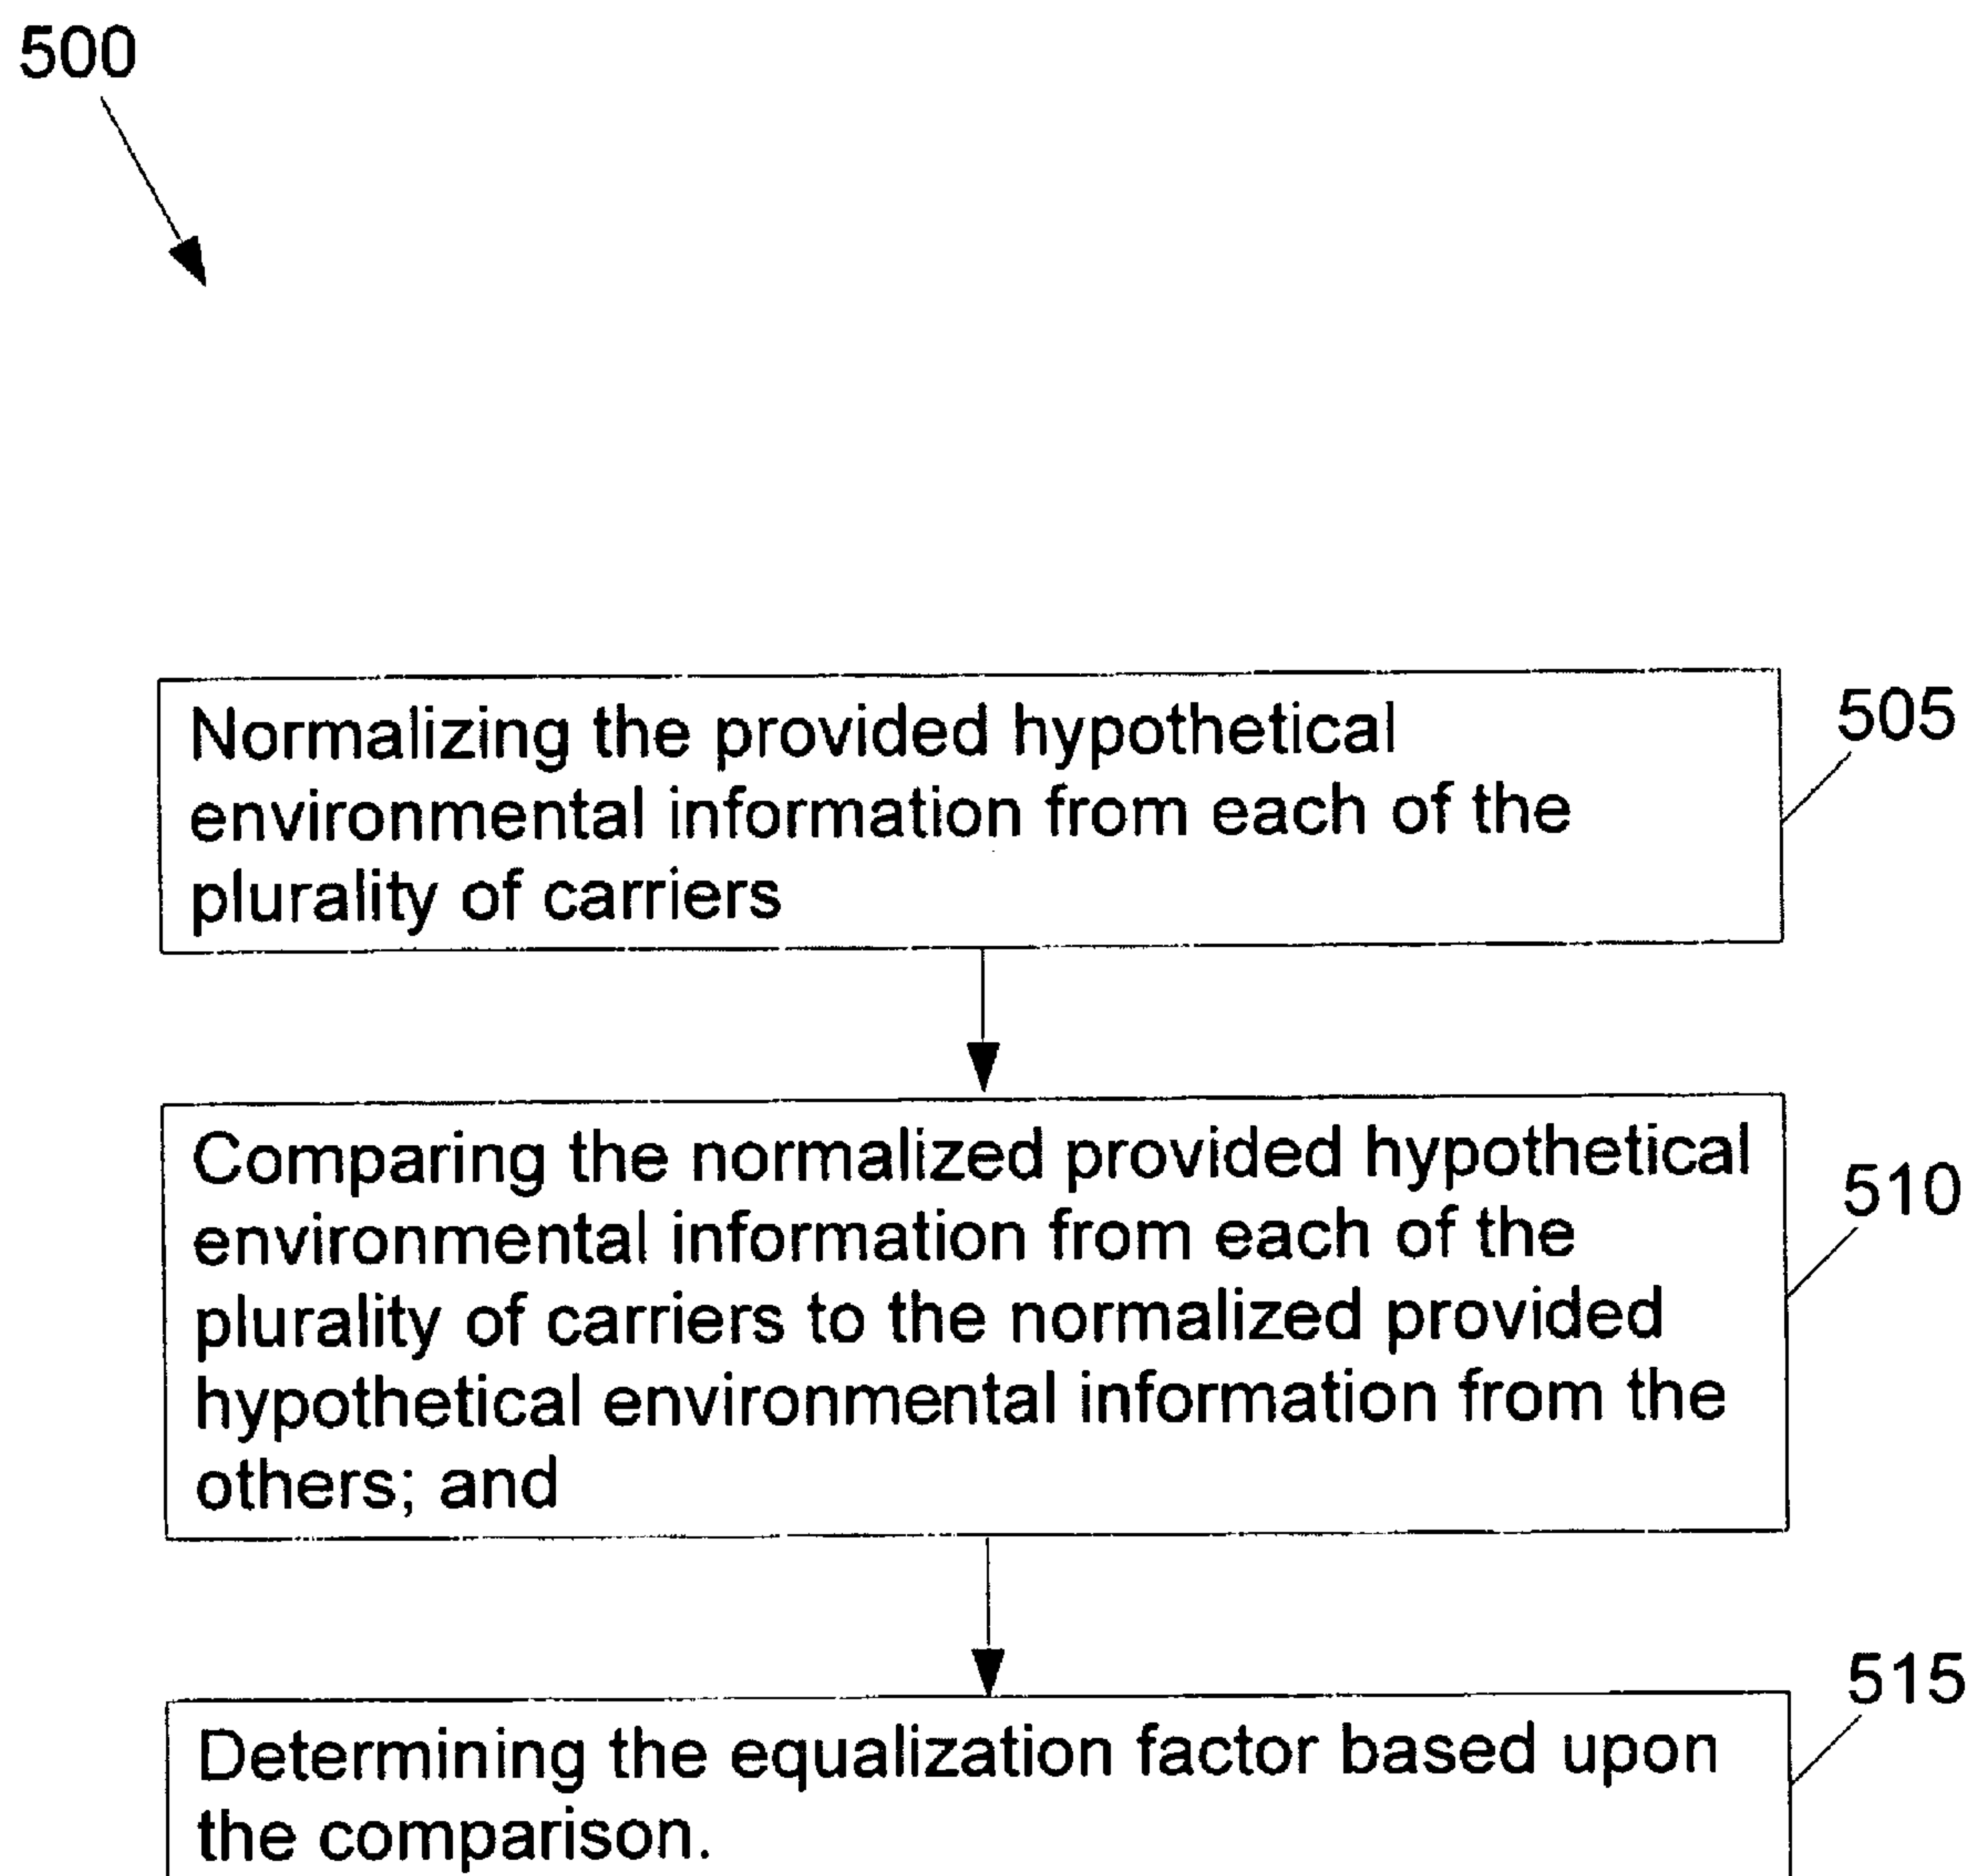 500
Normalizing the provided hypothetical
environmental information from each of the
plurality of carriers
505
Comparing the normalized provided hypothetical
environmental information from each of the
plurality of carriers to the normalized provided
hypothetical environmental information from the
others; and
510
Determining the equalization factor based upon
the comparison.
515